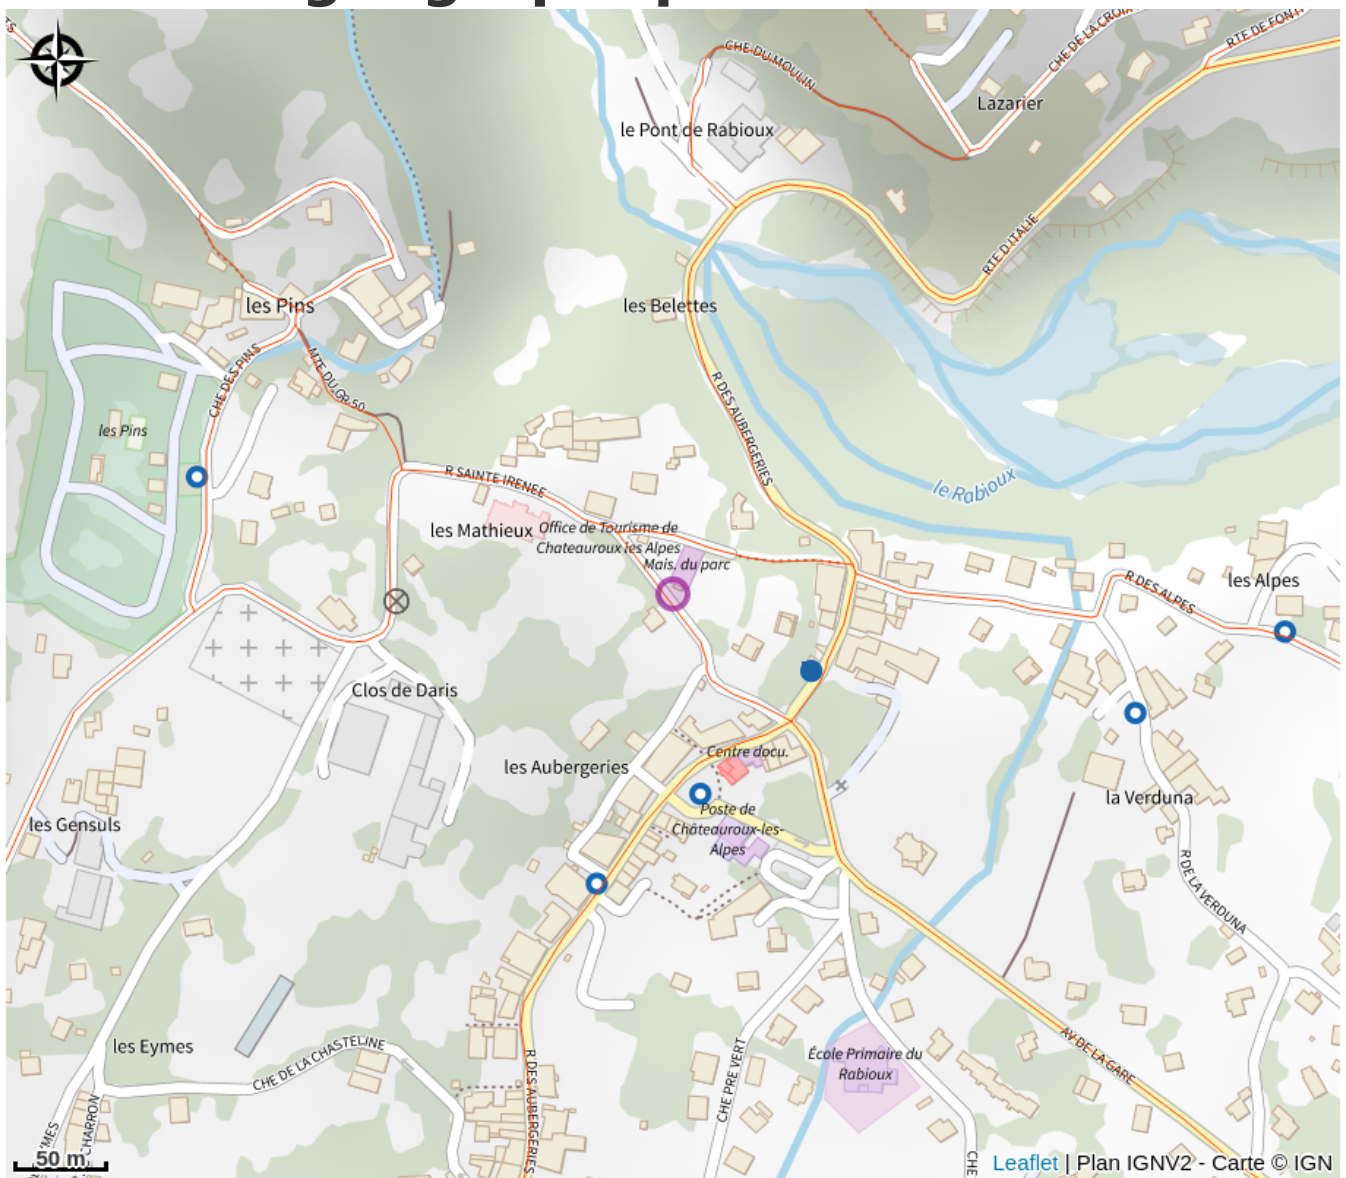 CHE DU MOULIN
CHE DE LA CROIX
RTE DE FONT
Lazarier
le Pont de Rabioux
RTE D ITALIE
les Pins
les Belettes
CHE DES PINS
MTE DU GR 50
R DES AUBERGERIES
les Pins
R SAINTE IRENEE
le Rabioux
les Mathieux
Office de Tourisme de
Chateauroux les Alpes
Mais. du parc
les Alpes
R DES ALPES
Clos de Daris
Centre docu.
les Aubergeries
la Verduna
Poste de
Châteauroux-les-
Alpes
les Gensuls
R DE LA VERDUNA
les Eymes
CHE DE LA CHASTELINE
École Primaire du
Rabioux
AV DE LA GARE
CHE PRE VERT
R DES AUBERGERIES
CHARRON
CHE
50 m
Leaflet | Plan IGNV2 - Carte © IGN